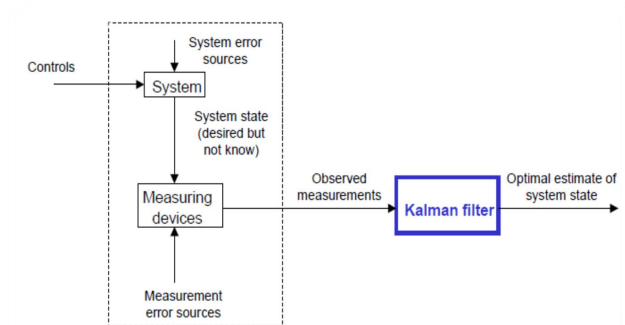 System error
sources
Controls
System
System state
(desired but
not know)
Measuring
devices
Observed
measurements
Kalman filter
Optimal estimate of
system state
Measurement
error sources